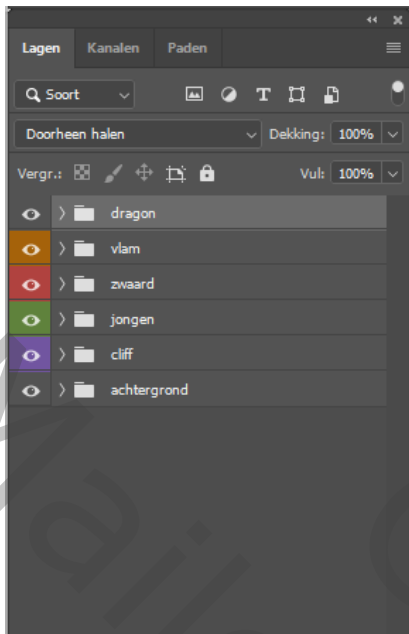 Lagen Kanalen Paden
Soort
Doorheen halen Dekking: 100%
Vergr.: Vul: 100%
dragon
vlam
zwaard
jongen
cliff
achtergrond